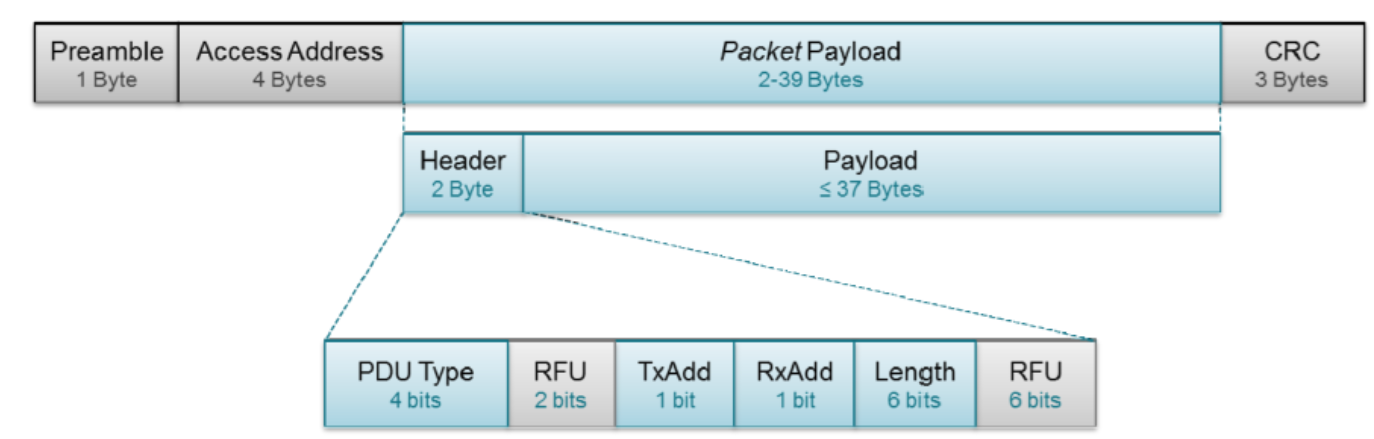 Preamble
1 Byte
Access Address
4 Bytes
Packet Payload
2-39 Bytes
CRC
3 Bytes
Header
2 Byte
Payload
≤ 37 Bytes
PDU Type
4 bits
RFU
2 bits
TxAdd
1 bit
RxAdd
1 bit
Length
6 bits
RFU
6 bits